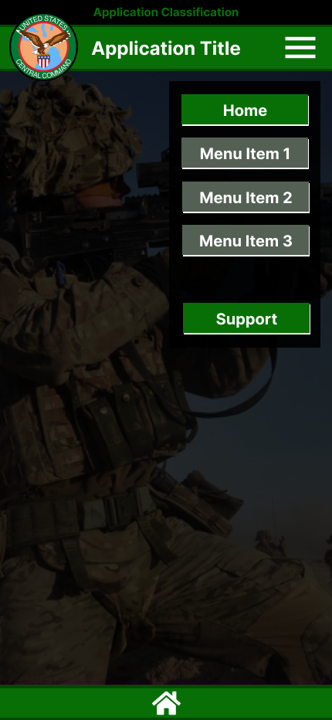 Application Classification
UNITED STATES
CENTRAL COMMAND
Application Title
Home
Menu Item 1
Menu Item 2
Menu Item 3
Support